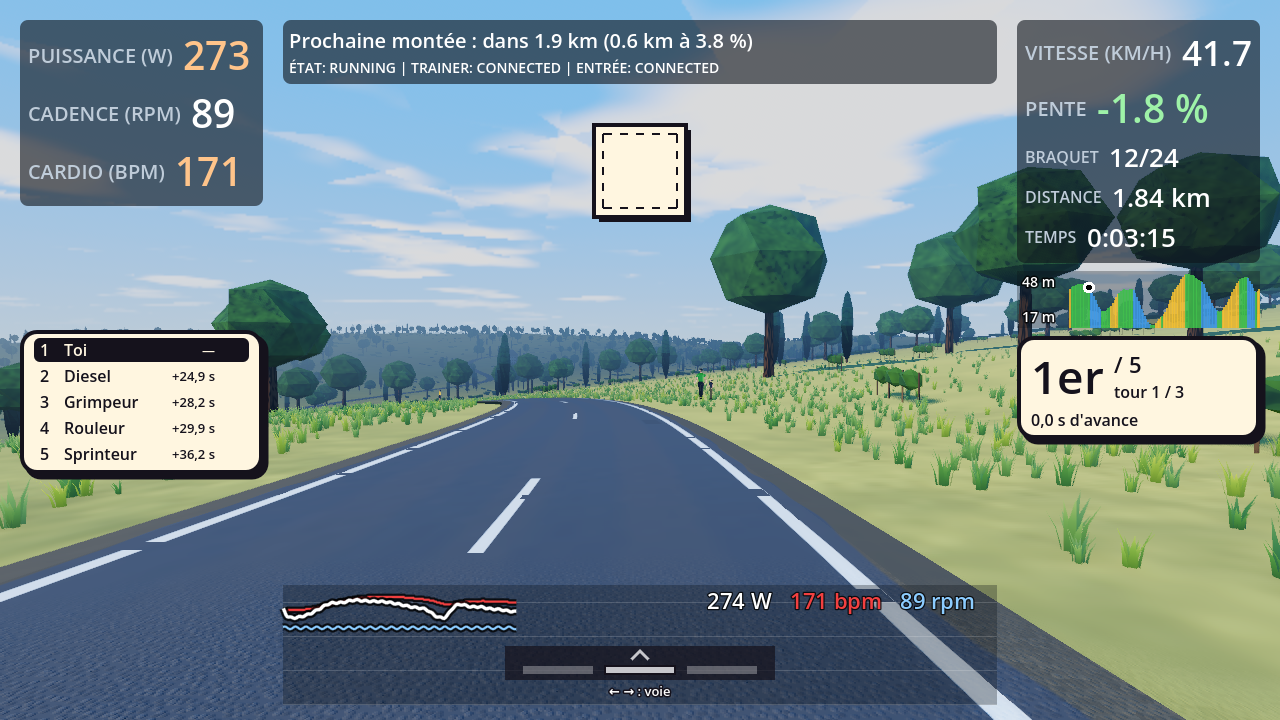 PUISSANCE (W) 273
CADENCE (RPM) 89
CARDIO (BPM) 171
Prochaine montée : dans 1.9 km (0.6 km à 3.8 %)
ÉTAT: RUNNING | TRAINER: CONNECTED | ENTRÉE: CONNECTED
VITESSE (KM/H) 41.7
PENTE -1.8 %
BRAQUET 12/24
DISTANCE 1.84 km
TEMPS 0:03:15
48 m
17 m
1 Toi —
2 Diesel +24,9 s
3 Grimpeur +28,2 s
4 Rouleur +29,9 s
5 Sprinteur +36,2 s
1er / 5
tour 1 / 3
0,0 s d'avance
274 W 171 bpm 89 rpm
← → : voie